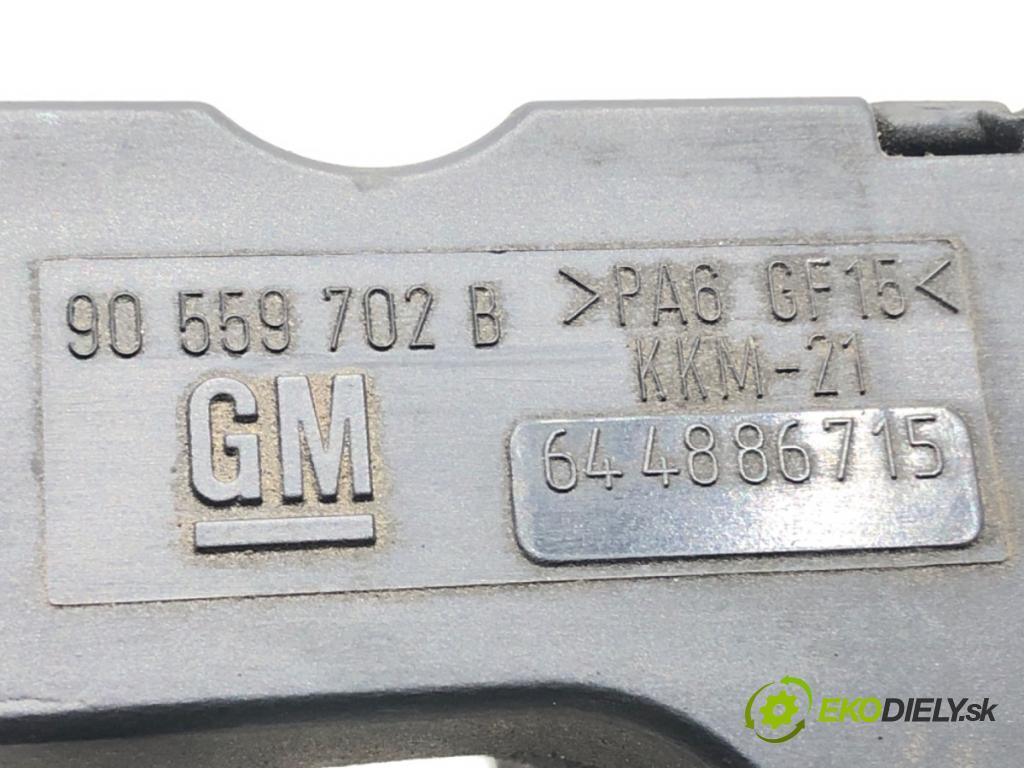 90 559 702 B >PA6 GF15<
KKM-21
GM
644886715
EKODIELY.sk